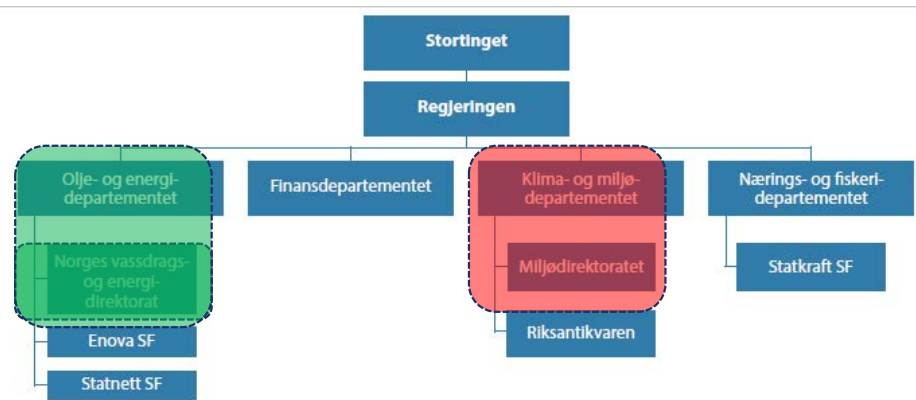 Stortinget
Regjeringen
Olje- og energi-
departementet
Finansdepartementet
Klima- og miljø-
departementet
Nærings- og fiskeri-
departementet
Norges vassdrags-
og energi-
direktorat
Miljødirektoratet
Statkraft SF
Enova SF
Riksantikvaren
Statnett SF